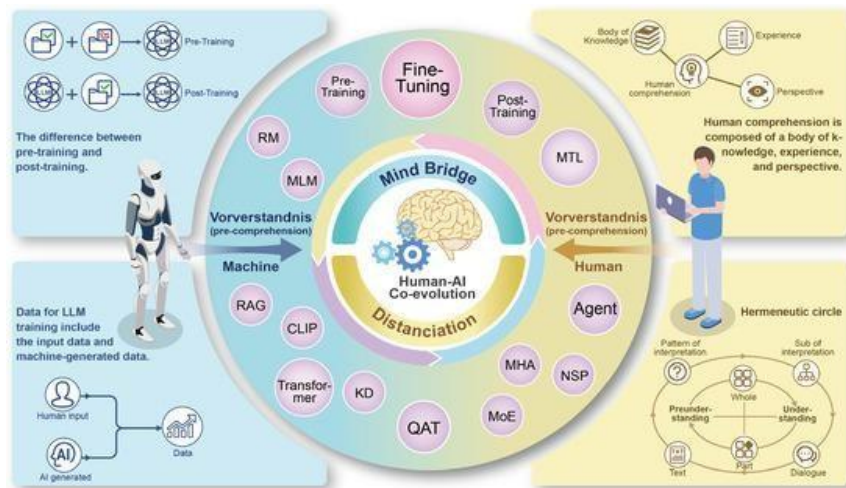 LLM
Pre-Training
LLM
LLM
Post-Training
The difference between
pre-training and
post-training.
Data for LLM
training include
the input data and
machine-generated data.
Human input
AI
AI generated
Data
Pre-
Training
Fine-
Tuning
Post-
Training
RM
MLM
MTL
Mind Bridge
Vorverstandnis
(pre-comprehension)
Machine
Human-AI
Co-evolution
Vorverstandnis
(pre-comprehension)
Human
Distanciation
RAG
CLIP
Transfor-
mer
KD
QAT
MoE
MHA
NSP
Agent
Body of
Knowledge
Experience
Human
comprehension
Perspective
Human comprehension is
composed of a body of k-
nowledge, experience,
and perspective.
Hermeneutic circle
Pattern of
interpretation
Sub of
interpretation
Whole
Preunder-
standing
Under-
standing
Part
Text
Dialogue